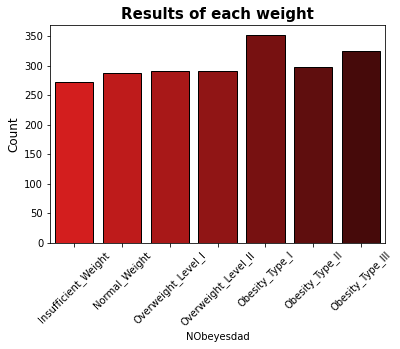 Results of each weight
Count
350
300
250
200
150
100
50
0
Insufficient_Weight
Normal_Weight
Overweight_Level_I
Overweight_Level_II
Obesity_Type_I
Obesity_Type_II
Obesity_Type_III
NObeyesdad